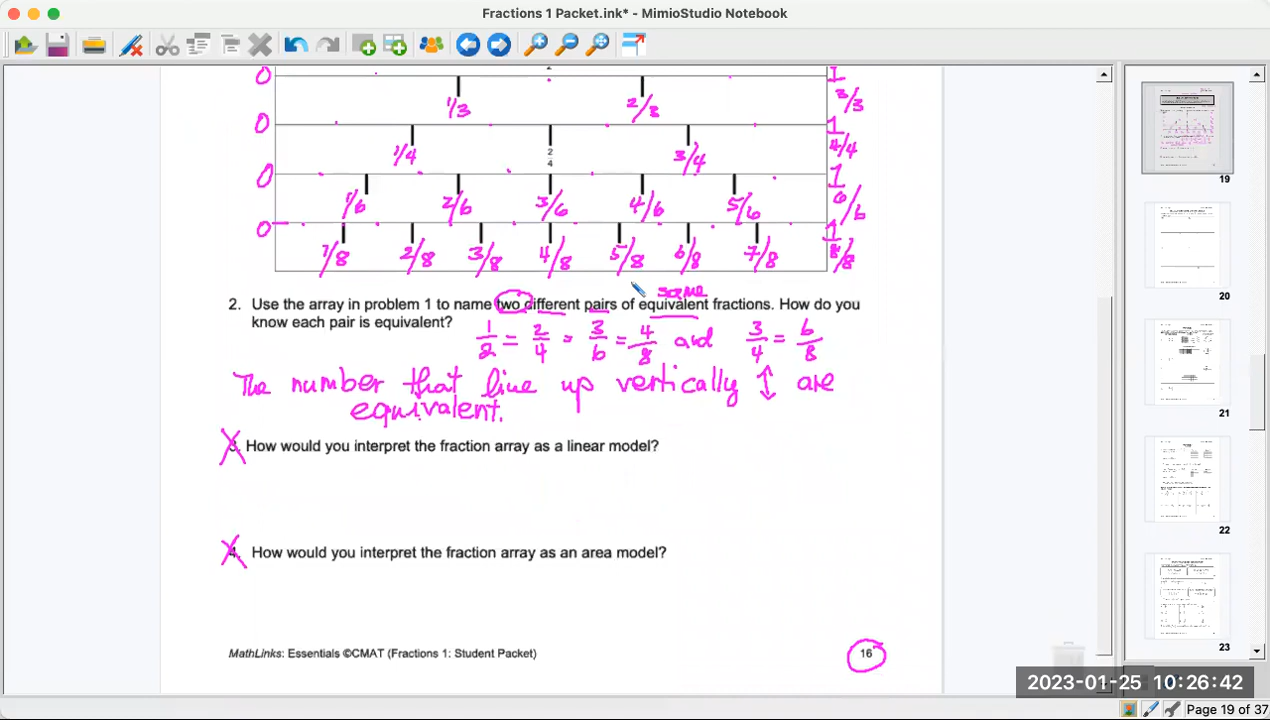 Fractions 1 Packet.ink* - MimioStudio Notebook
0 1
1/3 2/3 3/3
0 1
1/4 2/4 3/4 4/4
0 1
1/6 2/6 3/6 4/6 5/6 6/6
0 1
1/8 2/8 3/8 4/8 5/8 6/8 7/8 8/8
same
2. Use the array in problem 1 to name two different pairs of equivalent fractions. How do you
know each pair is equivalent?
1/2 = 2/4 = 3/6 = 4/8 and 3/4 = 6/8
The number that line up vertically ↕ are
equivalent.
3. How would you interpret the fraction array as a linear model?
4. How would you interpret the fraction array as an area model?
MathLinks: Essentials ©CMAT (Fractions 1: Student Packet) 16
19
20
21
22
23
2023-01-25 10:26:42
Page 19 of 37